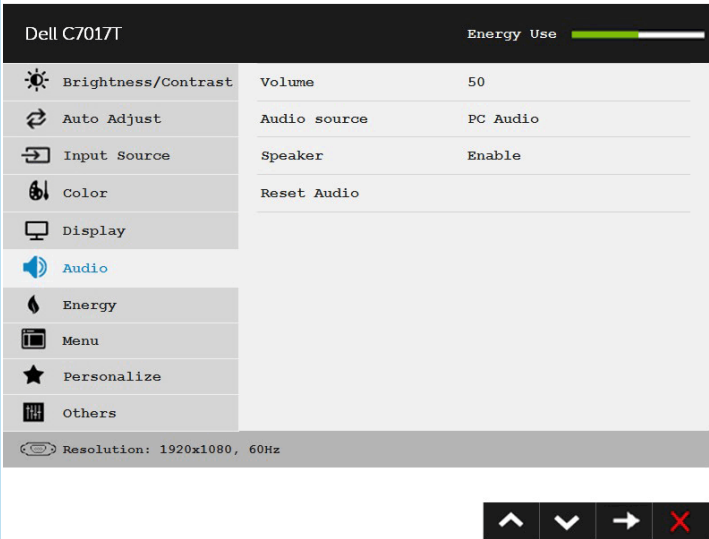 Dell C7017T
Energy Use
Brightness/Contrast
Volume 50
Auto Adjust
Audio source PC Audio
Input Source
Speaker Enable
Color
Reset Audio
Display
Audio
Energy
Menu
Personalize
Others
Resolution: 1920x1080, 60Hz